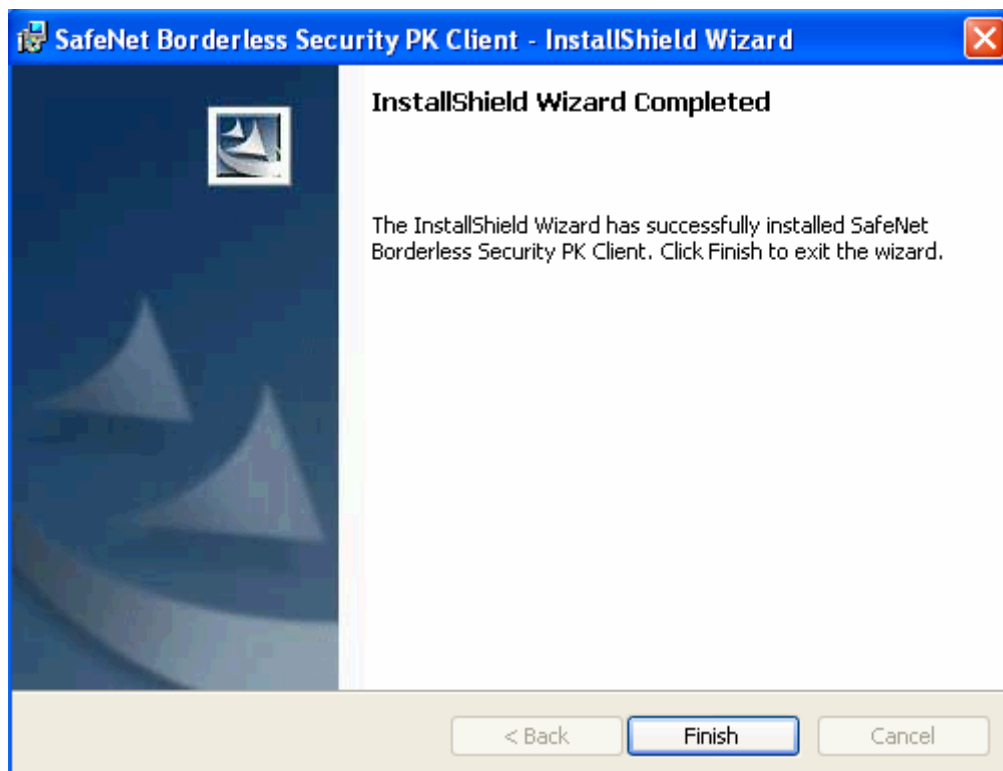 SafeNet Borderless Security PK Client - InstallShield Wizard
InstallShield Wizard Completed
The InstallShield Wizard has successfully installed SafeNet
Borderless Security PK Client. Click Finish to exit the wizard.
< Back Finish Cancel